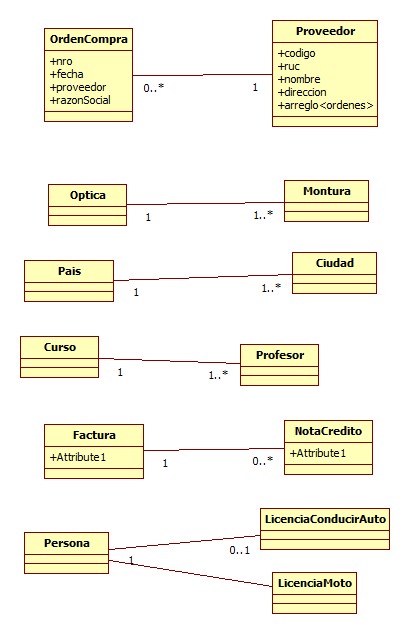 OrdenCompra
+nro
+fecha
+proveedor
+razonSocial
0..*
1
Proveedor
+codigo
+ruc
+nombre
+direccion
+arreglo<ordenes>
Optica
1
1..*
Montura
Pais
1
1..*
Ciudad
Curso
1
1..*
Profesor
Factura
+Attribute1
1
0..*
NotaCredito
+Attribute1
Persona
1
0..1
LicenciaConducirAuto
LicenciaMoto